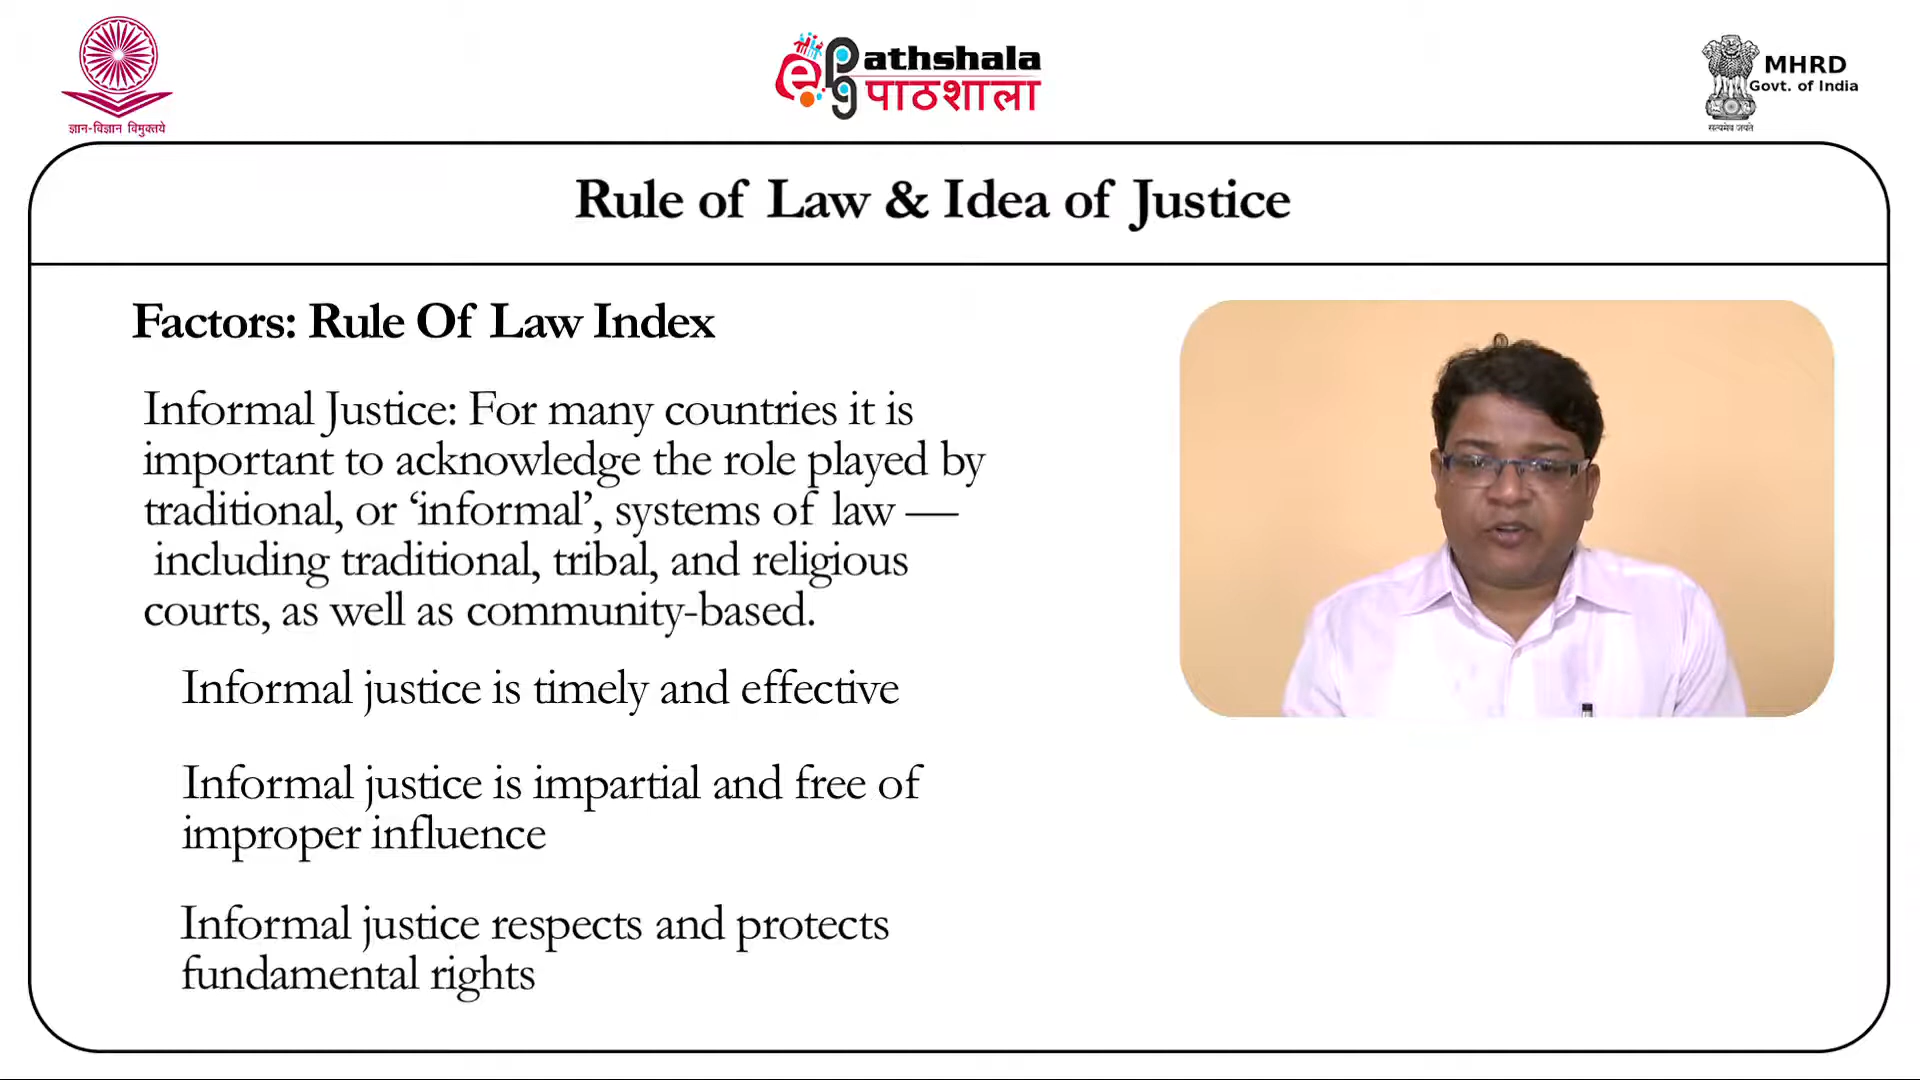 ज्ञान-विज्ञान विमुक्तये
ePG Pathshala
पाठशाला
MHRD
Govt. of India
सत्यमेव जयते
Rule of Law & Idea of Justice
Factors: Rule Of Law Index
Informal Justice: For many countries it is
important to acknowledge the role played by
traditional, or ‘informal’, systems of law —
including traditional, tribal, and religious
courts, as well as community-based.
Informal justice is timely and effective
Informal justice is impartial and free of
improper influence
Informal justice respects and protects
fundamental rights